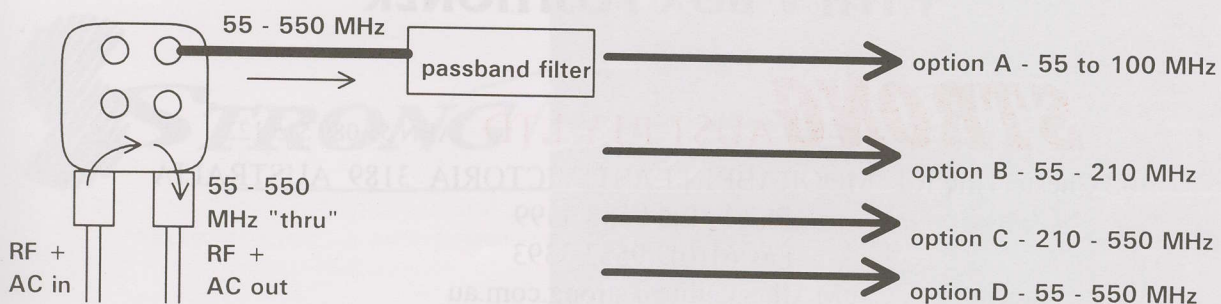 55 - 550 MHz
passband filter
option A - 55 to 100 MHz
option B - 55 - 210 MHz
option C - 210 - 550 MHz
option D - 55 - 550 MHz
55 - 550
MHz "thru"
RF +
AC in
RF +
AC out